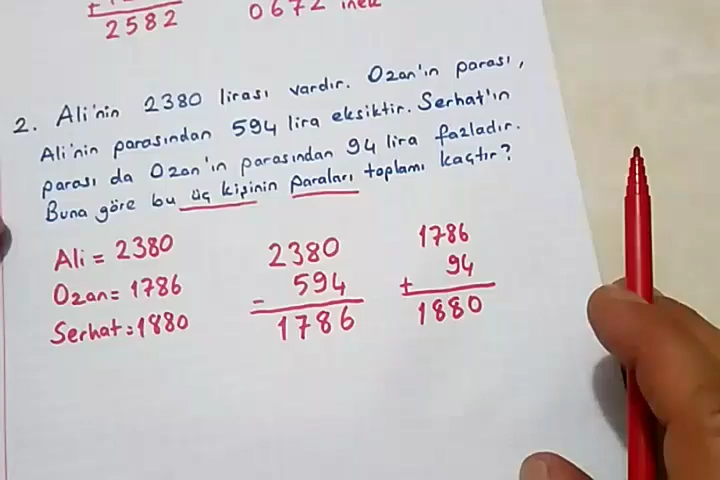 2582
0672 inek
2. Ali'nin 2380 lirası vardır. Ozan'ın parası,
Ali'nin parasından 594 lira eksiktir. Serhat'ın
parası da Ozan'ın parasından 94 lira fazladır.
Buna göre bu üç kişinin paraları toplamı kaçtır?
Ali = 2380
Ozan = 1786
Serhat = 1880
2380
- 594
1786
1786
+ 94
1880